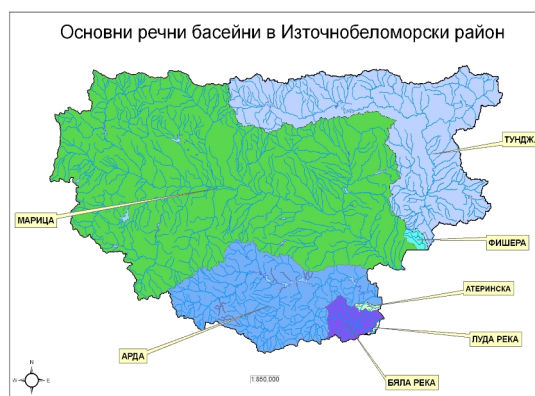 Основни речни басейни в Източнобеломорски район
ТУНДЖ
МАРИЦА
ФИШЕРА
АТЕРИНСКА
ЛУДА РЕКА
АРДА
БЯЛА РЕКА
N
W E
S
1:850,000